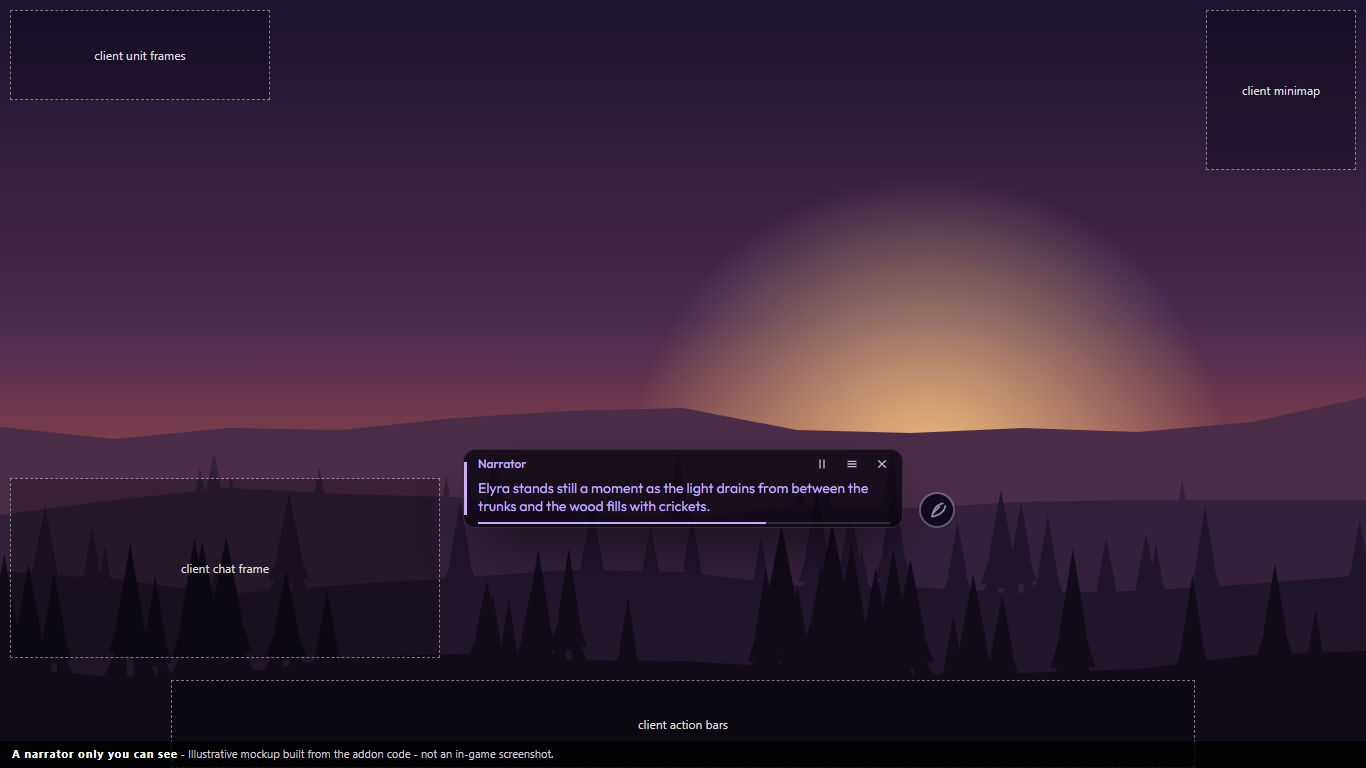 client unit frames
client minimap
Narrator
Elyra stands still a moment as the light drains from between the
trunks and the wood fills with crickets.
client chat frame
client action bars
A narrator only you can see - Illustrative mockup built from the addon code - not an in-game screenshot.